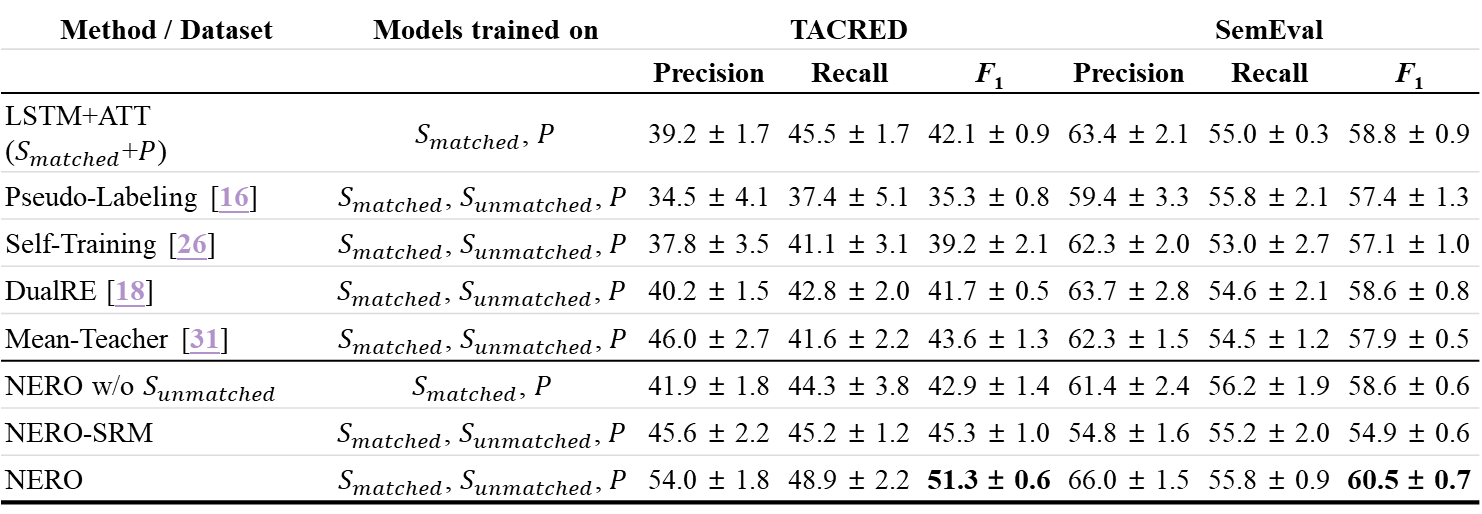 Method / Dataset Models trained on TACRED SemEval
Precision Recall F1 Precision Recall F1
LSTM+ATT
(Smatched+P) Smatched, P 39.2 ± 1.7 45.5 ± 1.7 42.1 ± 0.9 63.4 ± 2.1 55.0 ± 0.3 58.8 ± 0.9
Pseudo-Labeling [16] Smatched, Sunmatched, P 34.5 ± 4.1 37.4 ± 5.1 35.3 ± 0.8 59.4 ± 3.3 55.8 ± 2.1 57.4 ± 1.3
Self-Training [26] Smatched, Sunmatched, P 37.8 ± 3.5 41.1 ± 3.1 39.2 ± 2.1 62.3 ± 2.0 53.0 ± 2.7 57.1 ± 1.0
DualRE [18] Smatched, Sunmatched, P 40.2 ± 1.5 42.8 ± 2.0 41.7 ± 0.5 63.7 ± 2.8 54.6 ± 2.1 58.6 ± 0.8
Mean-Teacher [31] Smatched, Sunmatched, P 46.0 ± 2.7 41.6 ± 2.2 43.6 ± 1.3 62.3 ± 1.5 54.5 ± 1.2 57.9 ± 0.5
NERO w/o Sunmatched Smatched, P 41.9 ± 1.8 44.3 ± 3.8 42.9 ± 1.4 61.4 ± 2.4 56.2 ± 1.9 58.6 ± 0.6
NERO-SRM Smatched, Sunmatched, P 45.6 ± 2.2 45.2 ± 1.2 45.3 ± 1.0 54.8 ± 1.6 55.2 ± 2.0 54.9 ± 0.6
NERO Smatched, Sunmatched, P 54.0 ± 1.8 48.9 ± 2.2 51.3 ± 0.6 66.0 ± 1.5 55.8 ± 0.9 60.5 ± 0.7